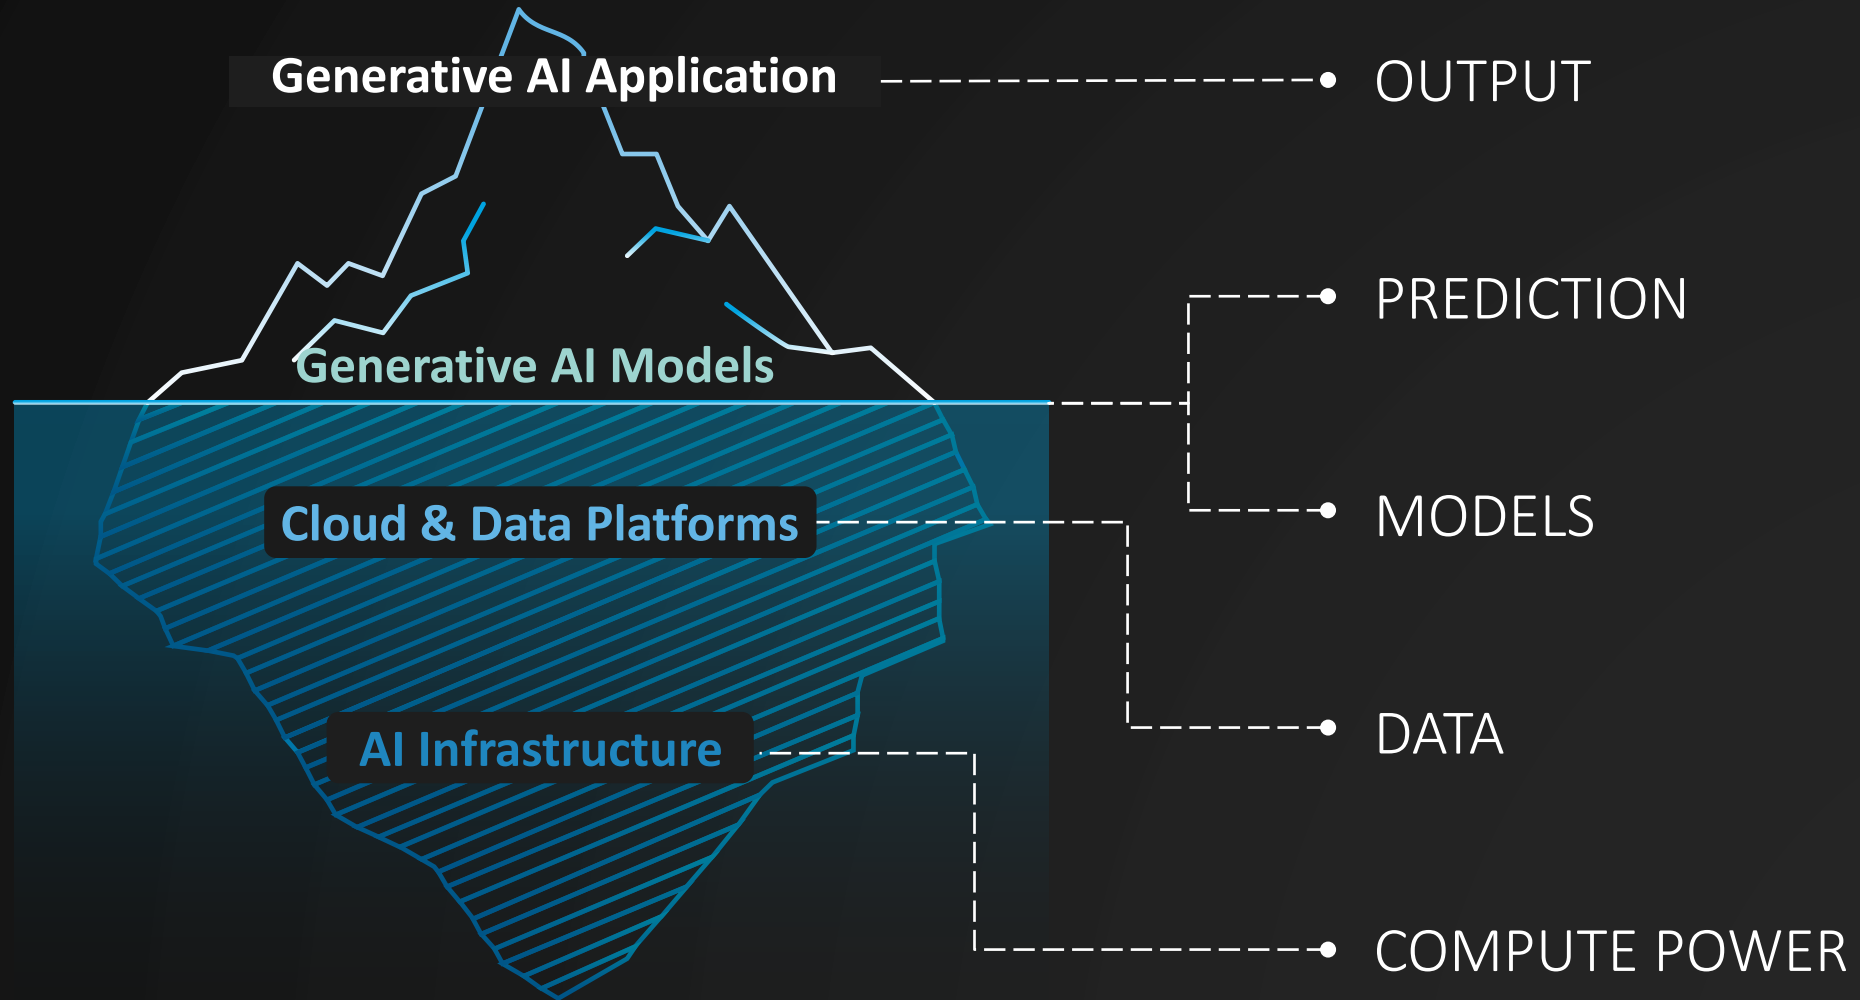 Generative AI Application
OUTPUT
PREDICTION
Generative AI Models
MODELS
Cloud & Data Platforms
DATA
AI Infrastructure
COMPUTE POWER